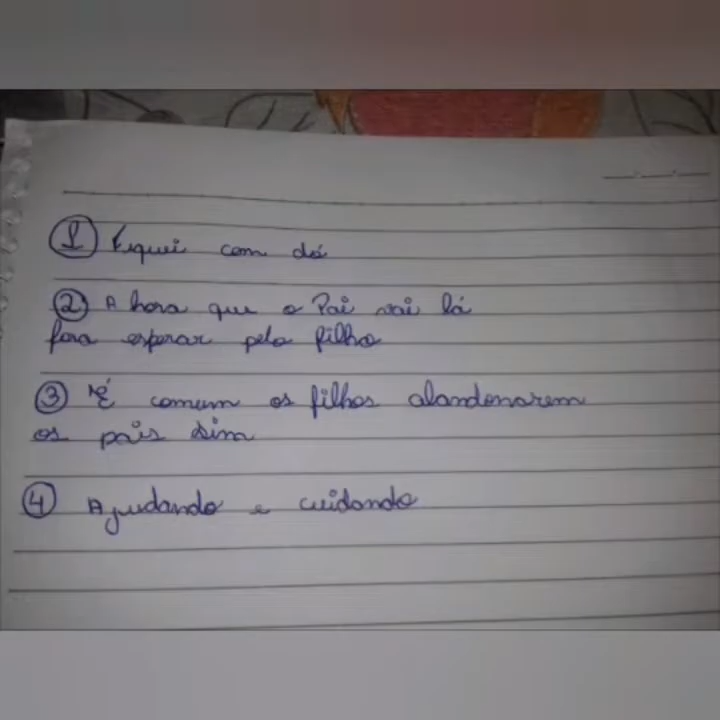 1 Fiquei com dó
2 A hora que o Pai vai lá
fora esperar pelo filho
3 É comum os filhos abandonarem
os pais sim
4 Ajudando e cuidando